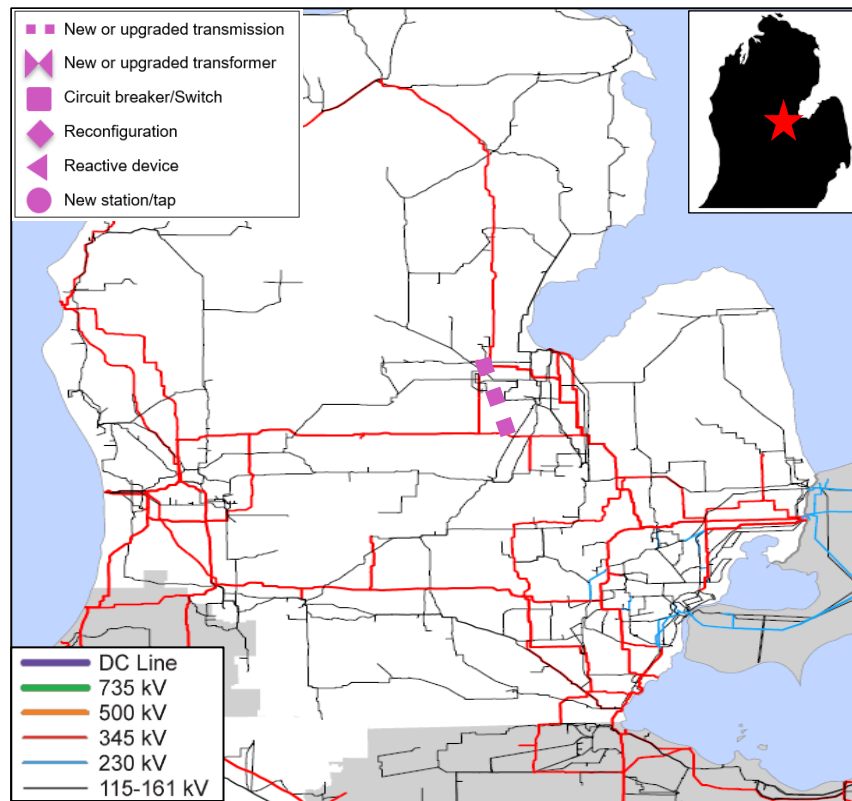 New or upgraded transmission
New or upgraded transformer
Circuit breaker/Switch
Reconfiguration
Reactive device
New station/tap
DC Line
735 kV
500 kV
345 kV
230 kV
115-161 kV